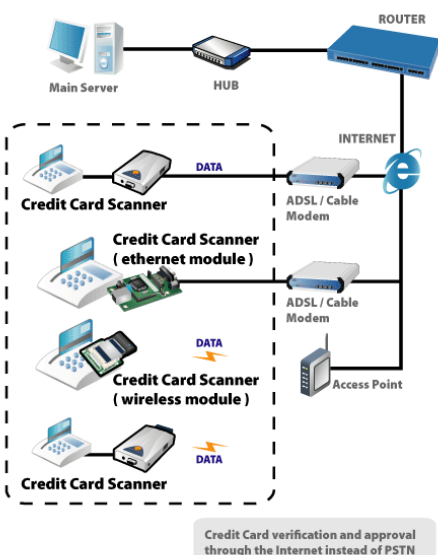 ROUTER
Main Server
HUB
INTERNET
DATA
Credit Card Scanner
ADSL / Cable
Modem
Credit Card Scanner
( ethernet module )
ADSL / Cable
Modem
DATA
Credit Card Scanner
( wireless module )
Access Point
DATA
Credit Card Scanner
Credit Card verification and approval
through the Internet instead of PSTN